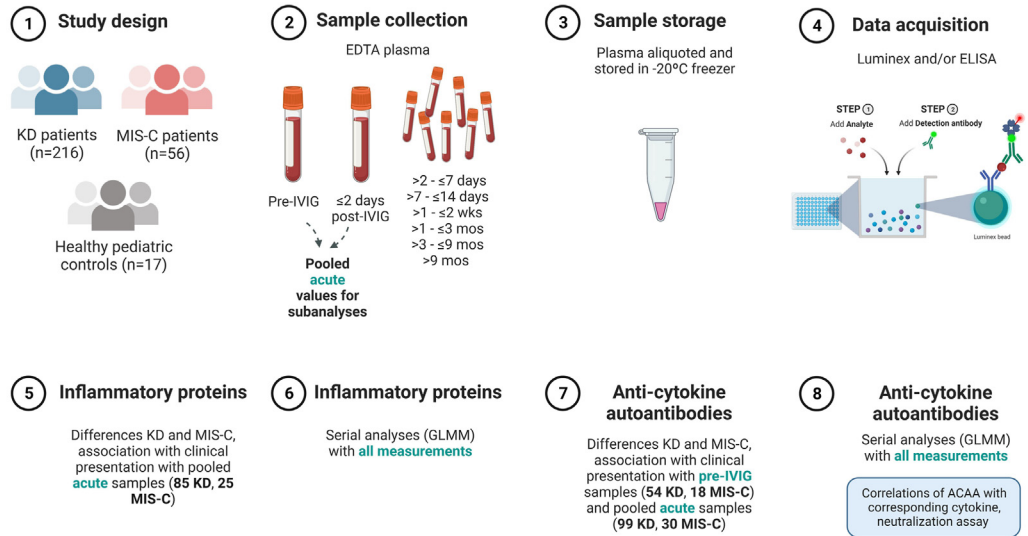 1 Study design
KD patients
(n=216)
MIS-C patients
(n=56)
Healthy pediatric
controls (n=17)
2 Sample collection
EDTA plasma
Pre-IVIG
≤2 days
post-IVIG
>2 - ≤7 days
>7 - ≤14 days
>1 - ≤2 wks
>1 - ≤3 mos
>3 - ≤9 mos
>9 mos
Pooled
acute
values for
subanalyses
3 Sample storage
Plasma aliquoted and
stored in -20ºC freezer
4 Data acquisition
Luminex and/or ELISA
STEP 1
Add Analyte
STEP 2
Add Detection antibody
Luminex bead
5 Inflammatory proteins
Differences KD and MIS-C,
association with clinical
presentation with pooled
acute samples (85 KD, 25
MIS-C)
6 Inflammatory proteins
Serial analyses (GLMM)
with all measurements
7 Anti-cytokine
autoantibodies
Differences KD and MIS-C,
association with clinical
presentation with pre-IVIG
samples (54 KD, 18 MIS-C)
and pooled acute samples
(99 KD, 30 MIS-C)
8 Anti-cytokine
autoantibodies
Serial analyses (GLMM)
with all measurements
Correlations of ACAA with
corresponding cytokine,
neutralization assay